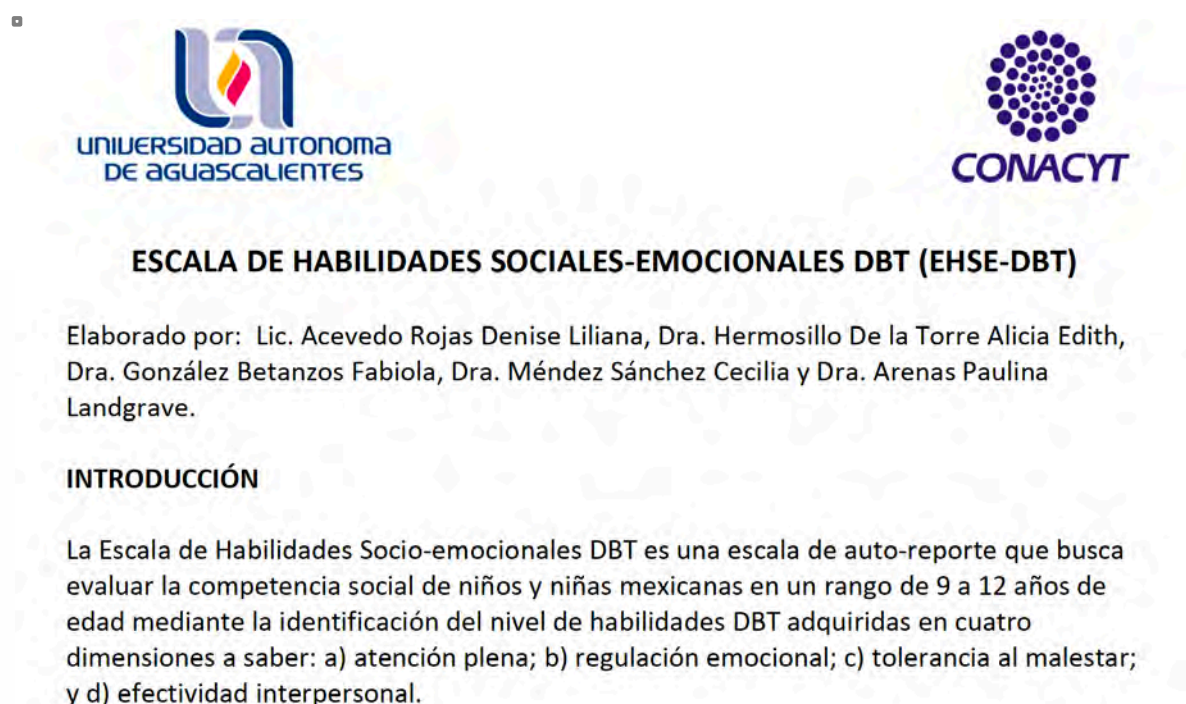 UNIVERSIDAD AUTONOMA
DE AGUASCALIENTES
CONACYT
ESCALA DE HABILIDADES SOCIALES-EMOCIONALES DBT (EHSE-DBT)
Elaborado por:  Lic. Acevedo Rojas Denise Liliana, Dra. Hermosillo De la Torre Alicia Edith,
Dra. González Betanzos Fabiola, Dra. Méndez Sánchez Cecilia y Dra. Arenas Paulina
Landgrave.
INTRODUCCIÓN
La Escala de Habilidades Socio-emocionales DBT es una escala de auto-reporte que busca
evaluar la competencia social de niños y niñas mexicanas en un rango de 9 a 12 años de
edad mediante la identificación del nivel de habilidades DBT adquiridas en cuatro
dimensiones a saber: a) atención plena; b) regulación emocional; c) tolerancia al malestar;
y d) efectividad interpersonal.